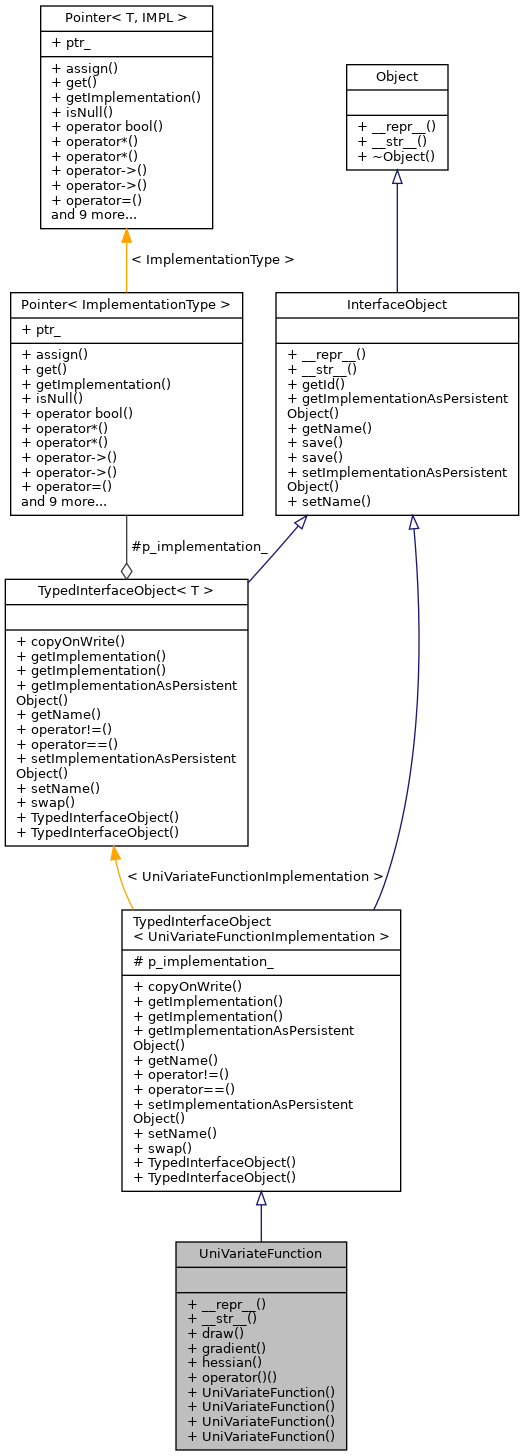 Pointer< T, IMPL >
+ ptr_
+ assign()
+ get()
+ getImplementation()
+ isNull()
+ operator bool()
+ operator*()
+ operator*()
+ operator->()
+ operator->()
+ operator=()
and 9 more...
Object
+ __repr__()
+ __str__()
+ ~Object()
< ImplementationType >
Pointer< ImplementationType >
+ ptr_
+ assign()
+ get()
+ getImplementation()
+ isNull()
+ operator bool()
+ operator*()
+ operator*()
+ operator->()
+ operator->()
+ operator=()
and 9 more...
InterfaceObject
+ __repr__()
+ __str__()
+ getId()
+ getImplementationAsPersistent
Object()
+ getName()
+ save()
+ save()
+ setImplementationAsPersistent
Object()
+ setName()
#p_implementation_
TypedInterfaceObject< T >
+ copyOnWrite()
+ getImplementation()
+ getImplementation()
+ getImplementationAsPersistent
Object()
+ getName()
+ operator!=()
+ operator==()
+ setImplementationAsPersistent
Object()
+ setName()
+ swap()
+ TypedInterfaceObject()
+ TypedInterfaceObject()
< UniVariateFunctionImplementation >
TypedInterfaceObject
< UniVariateFunctionImplementation >
# p_implementation_
+ copyOnWrite()
+ getImplementation()
+ getImplementation()
+ getImplementationAsPersistent
Object()
+ getName()
+ operator!=()
+ operator==()
+ setImplementationAsPersistent
Object()
+ setName()
+ swap()
+ TypedInterfaceObject()
+ TypedInterfaceObject()
UniVariateFunction
+ __repr__()
+ __str__()
+ draw()
+ gradient()
+ hessian()
+ operator()()
+ UniVariateFunction()
+ UniVariateFunction()
+ UniVariateFunction()
+ UniVariateFunction()